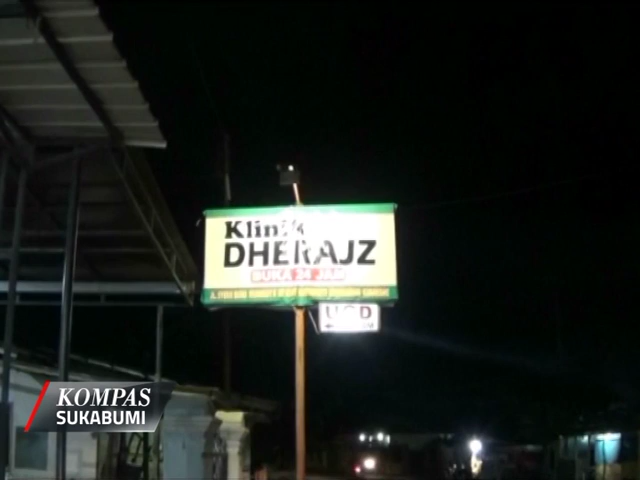 Klinik
DHERAJZ
BUKA 24 JAM
UGD
KOMPAS
SUKABUMI